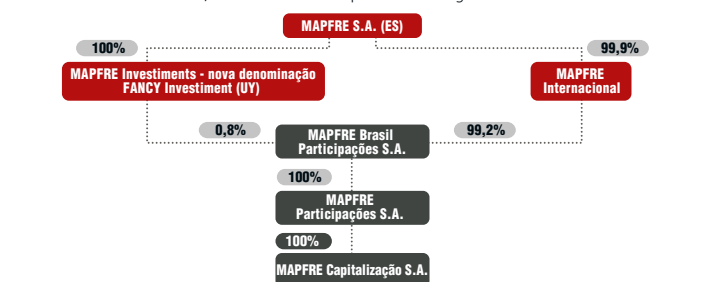 MAPFRE S.A. (ES)
100%
99,9%
MAPFRE Investiments - nova denominação
FANCY Investiment (UY)
MAPFRE
Internacional
0,8%
99,2%
MAPFRE Brasil
Participações S.A.
100%
MAPFRE
Participações S.A.
100%
MAPFRE Capitalização S.A.